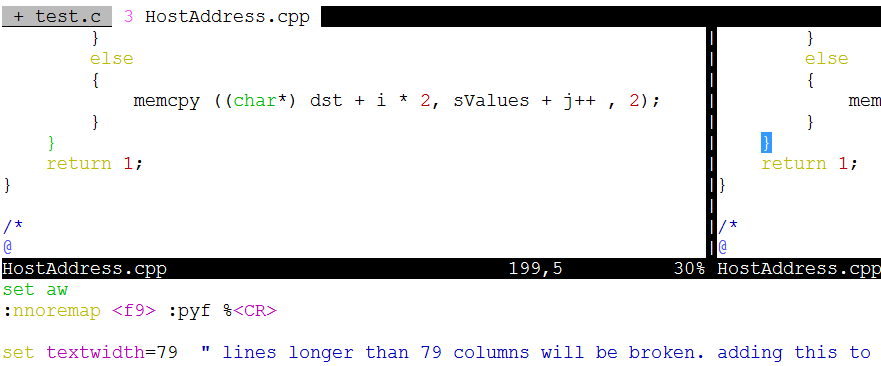 + test.c  3 HostAddress.cpp
        }
        else
        {
            memcpy ((char*) dst + i * 2, sValues + j++ , 2);
        }
    }
    return 1;
}
/*
@
        }
        else
        {
            mem
        }
    }
    return 1;
}
/*
@
HostAddress.cpp                               199,5          30% HostAddress.cpp
set aw
:nnoremap <f9> :pyf %<CR>
set textwidth=79  " lines longer than 79 columns will be broken. adding this to